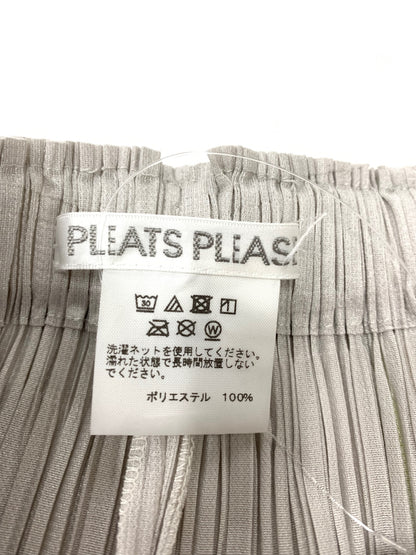 PLEATS PLEAS
30
W
洗濯ネットを使用してください。
濡れた状態で長時間放置しない
でください。
ポリエステル 100%